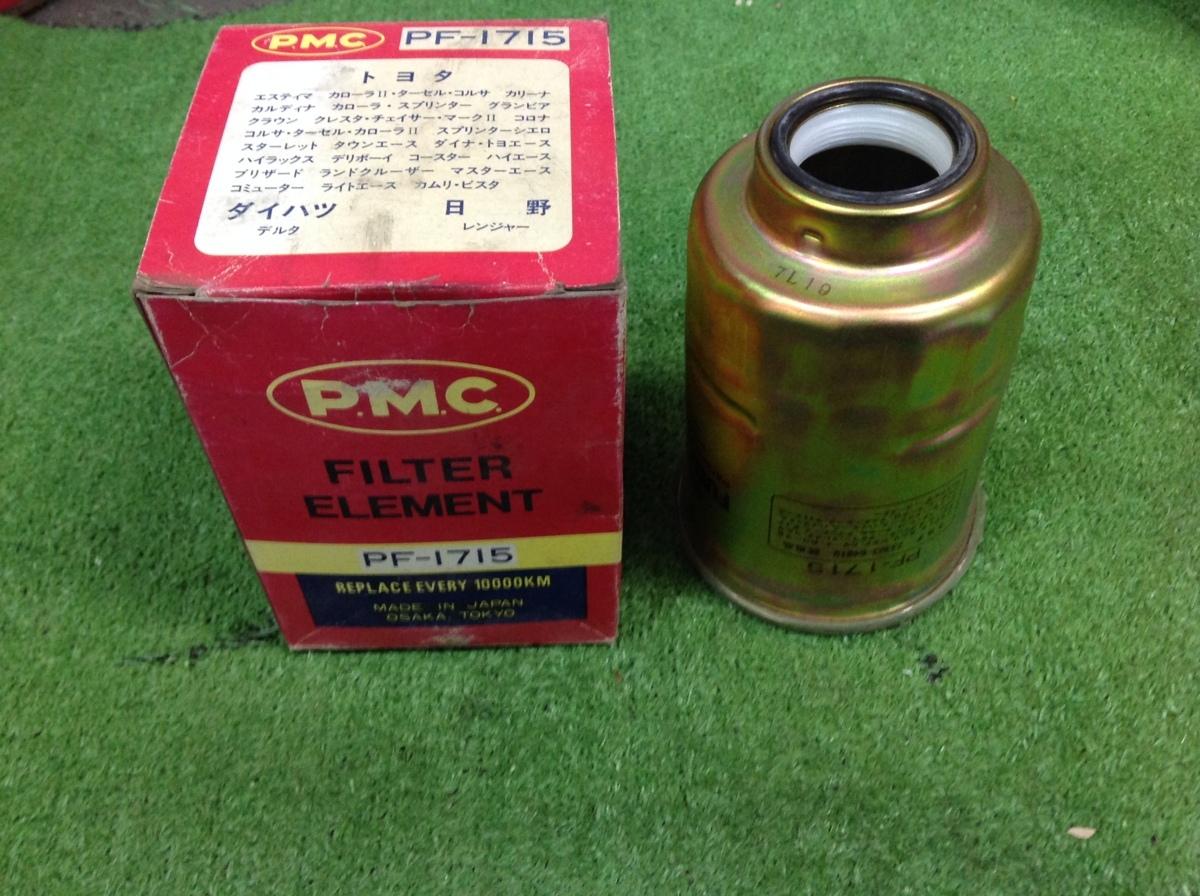 P.M.C. PF-1715
トヨタ
エスティマ カローラII・ターセル・コルサ カリーナ
カルディナ カローラ・スプリンター グランビア
クラウン クレスタ・チェイサー・マークII コロナ
コルサ・ターセル・カローラII スプリンターシエロ
スターレット タウンエース ダイナ・トヨエース
ハイラックス デリボーイ コースター ハイエース
ブリザード ランドクルーザー マスターエース
コミューター ライトエース カムリ・ビスタ
ダイハツ 日野
デルタ レンジャー
P.M.C.
FILTER
ELEMENT
PF-1715
REPLACE EVERY 10000KM
MADE IN JAPAN
OSAKA, TOKYO
7L19
PF-1715